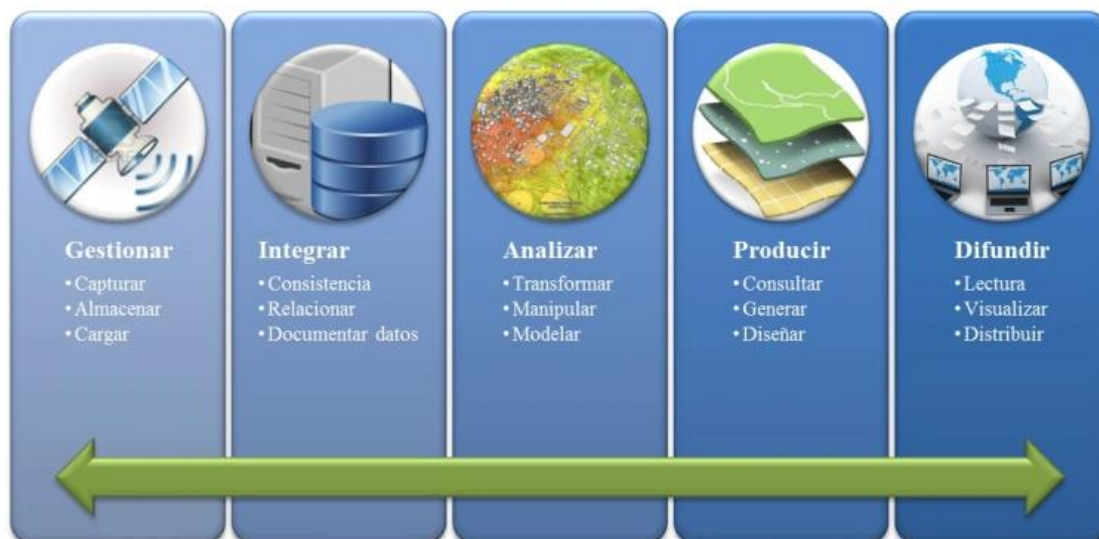 Gestionar
• Capturar
• Almacenar
• Cargar
Integrar
• Consistencia
• Relacionar
• Documentar datos
Analizar
• Transformar
• Manipular
• Modelar
Producir
• Consultar
• Generar
• Diseñar
Difundir
• Lectura
• Visualizar
• Distribuir